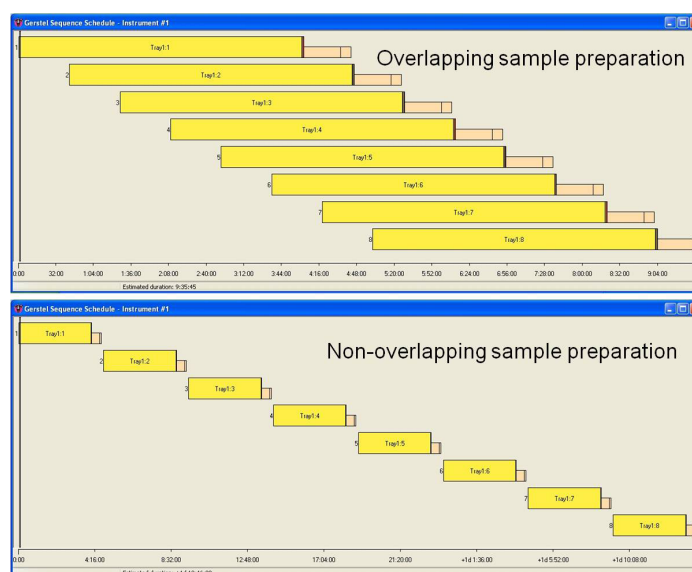 Gerstel Sequence Schedule - Instrument #1
Overlapping sample preparation
1 Tray1:1
2 Tray1:2
3 Tray1:3
4 Tray1:4
5 Tray1:5
6 Tray1:6
7 Tray1:7
8 Tray1:8
0:00 32:00 1:04:00 1:36:00 2:08:00 2:40:00 3:12:00 3:44:00 4:16:00 4:48:00 5:20:00 5:52:00 6:24:00 6:56:00 7:28:00 8:00:00 8:32:00 9:04:00
Estimated duration: 9:35:45
Gerstel Sequence Schedule - Instrument #1
Non-overlapping sample preparation
1 Tray1:1
2 Tray1:2
3 Tray1:3
4 Tray1:4
5 Tray1:5
6 Tray1:6
7 Tray1:7
8 Tray1:8
0:00 4:16:00 8:32:00 12:48:00 17:04:00 21:20:00 +1d 1:36:00 +1d 5:52:00 +1d 10:08:00